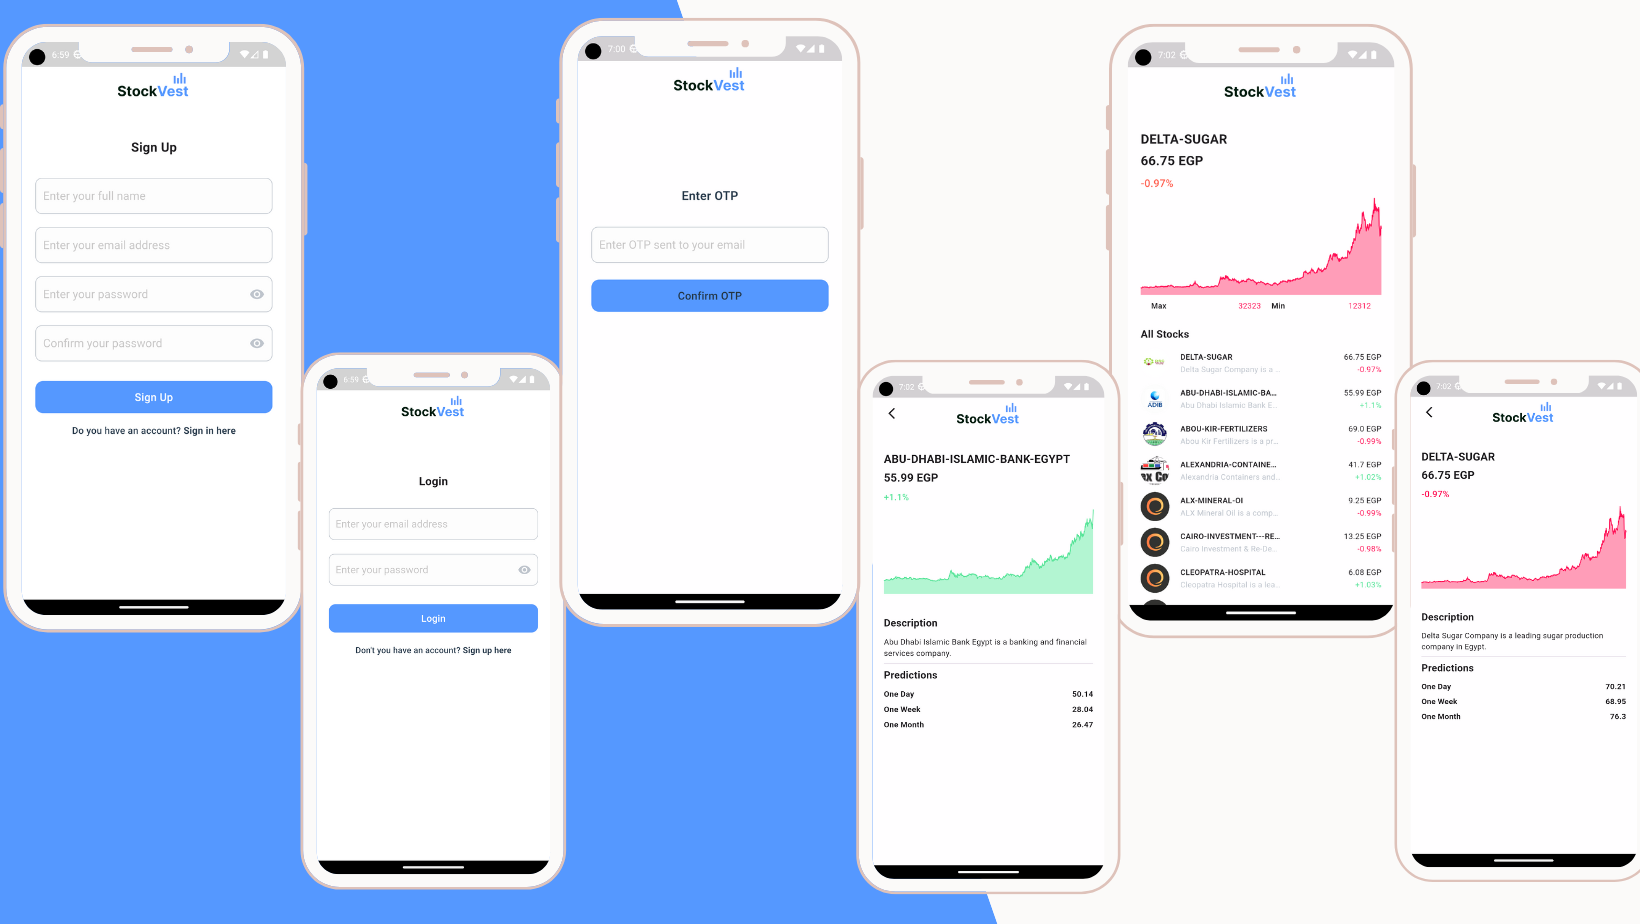 6:59
StockVest
Sign Up
Enter your full name
Enter your email address
Enter your password
Confirm your password
Sign Up
Do you have an account? Sign in here
6:59
StockVest
Login
Enter your email address
Enter your password
Login
Don't you have an account? Sign up here
7:00
StockVest
Enter OTP
Enter OTP sent to your email
Confirm OTP
7:02
StockVest
ABU-DHABI-ISLAMIC-BANK-EGYPT
55.99 EGP
+1.1%
Description
Abu Dhabi Islamic Bank Egypt is a banking and financial
services company.
Predictions
One Day 50.14
One Week 28.04
One Month 26.47
7:02
StockVest
DELTA-SUGAR
66.75 EGP
-0.97%
Max 32323 Min 12312
All Stocks
DELTA-SUGAR 66.75 EGP
Delta Sugar Company is a ... -0.97%
ABU-DHABI-ISLAMIC-BA... 55.99 EGP
Abu Dhabi Islamic Bank E... +1.1%
ADIB
ABOU-KIR-FERTILIZERS 69.0 EGP
Abou Kir Fertilizers is a pr... -0.99%
ALEXANDRIA-CONTAINE... 41.7 EGP
Alexandria Containers and... +1.02%
ALX-MINERAL-OI 9.25 EGP
ALX Mineral Oil is a comp... -0.99%
CAIRO-INVESTMENT---RE... 13.25 EGP
Cairo Investment & Re-De... -0.98%
CLEOPATRA-HOSPITAL 6.08 EGP
Cleopatra Hospital is a lea... +1.03%
7:02
StockVest
DELTA-SUGAR
66.75 EGP
-0.97%
Description
Delta Sugar Company is a leading sugar production
company in Egypt.
Predictions
One Day 70.21
One Week 68.95
One Month 76.3